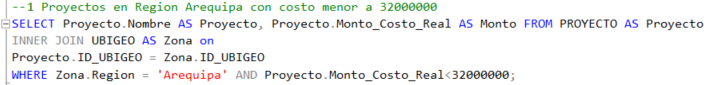 --1 Proyectos en Region Arequipa con costo menor a 32000000
SELECT Proyecto.Nombre AS Proyecto, Proyecto.Monto_Costo_Real AS Monto FROM PROYECTO AS Proyecto
INNER JOIN UBIGEO AS Zona on
Proyecto.ID_UBIGEO = Zona.ID_UBIGEO
WHERE Zona.Region = 'Arequipa' AND Proyecto.Monto_Costo_Real<32000000;